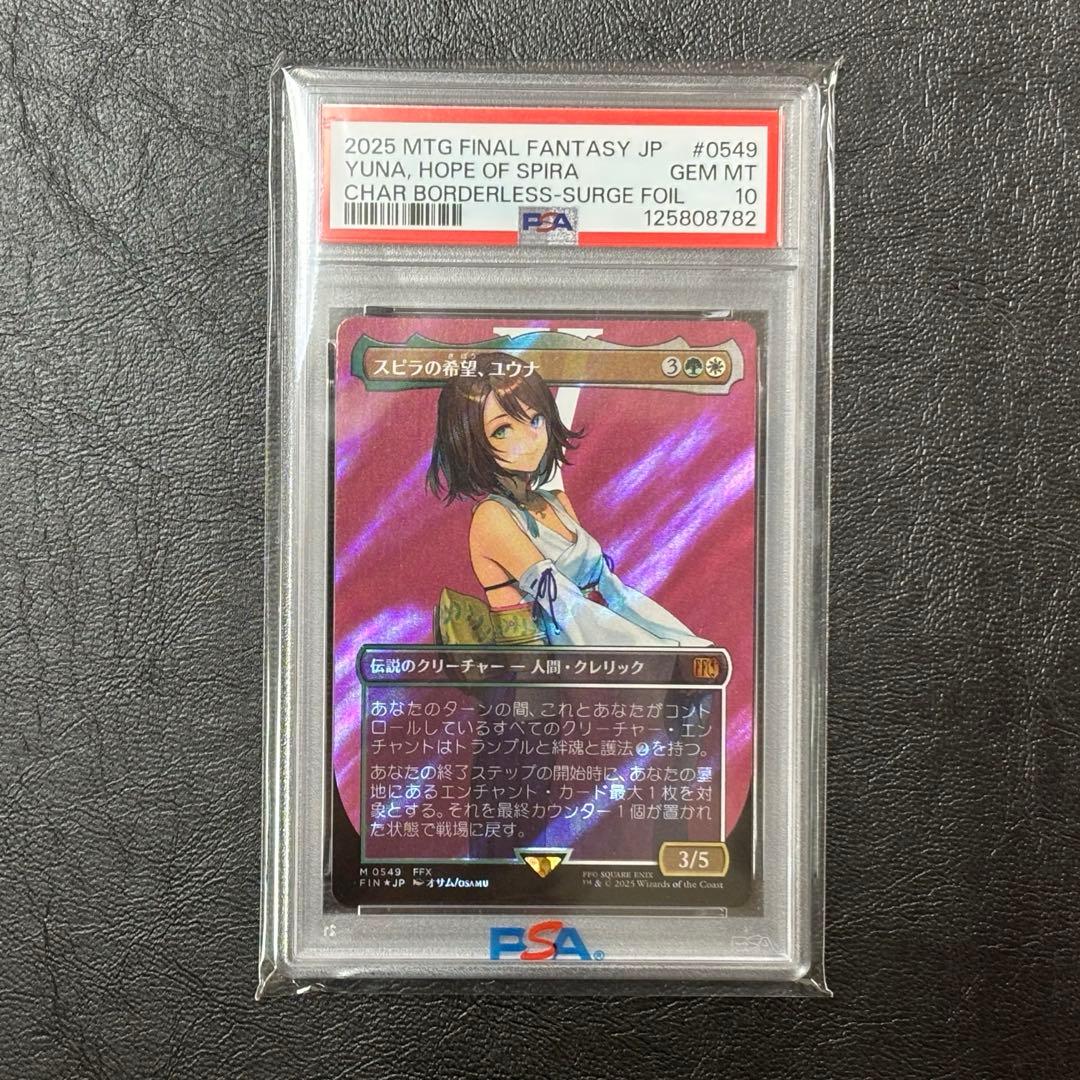 2025 MTG FINAL FANTASY JP #0549
YUNA, HOPE OF SPIRA GEM MT
CHAR BORDERLESS-SURGE FOIL 10
PSA 125808782
スピラの希望、ユウナ 3
きぼう
伝説のクリーチャー ― 人間・クレリック
あなたのターンの間、これとあなたがコント
ロールしているすべてのクリーチャー・エン
チャントはトランプルと絆魂と護法2を持つ。
あなたの終了ステップの開始時に、あなたの墓
地にあるエンチャント・カード最大1枚を対
象とする。それを最終カウンター1個が置かれ
た状態で戦場に戻す。
3/5
M 0549 FFX
FIN★JP オサム/OSAMU
FFX SQUARE ENIX
™ & © 2025 Wizards of the Coast
PSA®